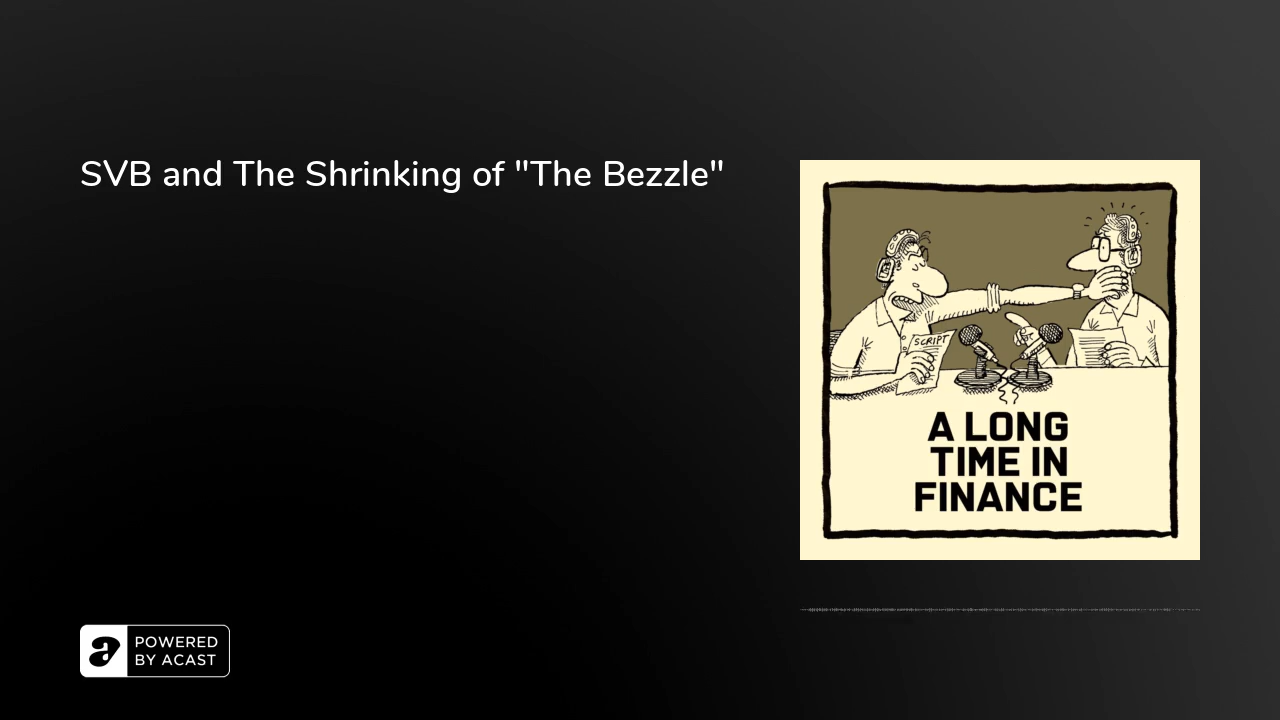 SVB and The Shrinking of "The Bezzle"
SCRIPT
A LONG
TIME IN
FINANCE
a
POWERED
BY ACAST